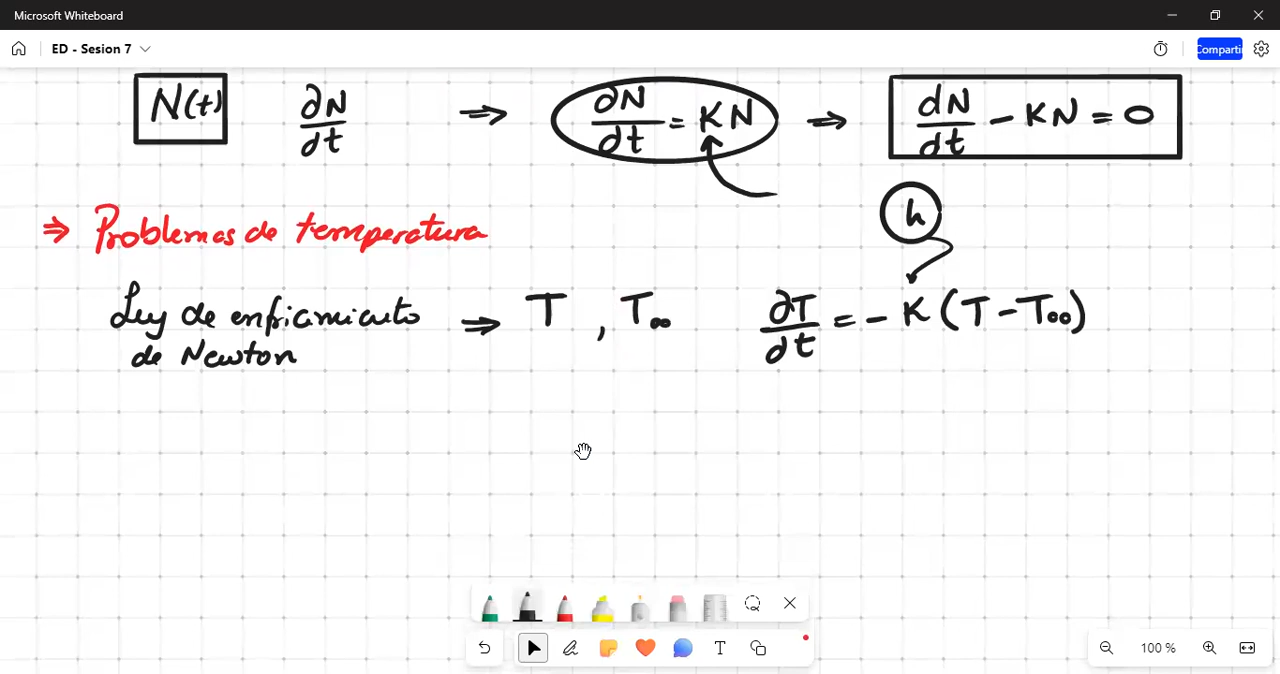 Microsoft Whiteboard
ED - Sesion 7
Comparti
N(t) ∂N/∂t ⇒ ∂N/∂t = KN ⇒ dN/dt - KN = 0
h
⇒ Problemas de temperatura
Ley de enfriamiento ⇒ T , T∞ ∂T/∂t = - K (T - T∞)
de Newton
T
100 %